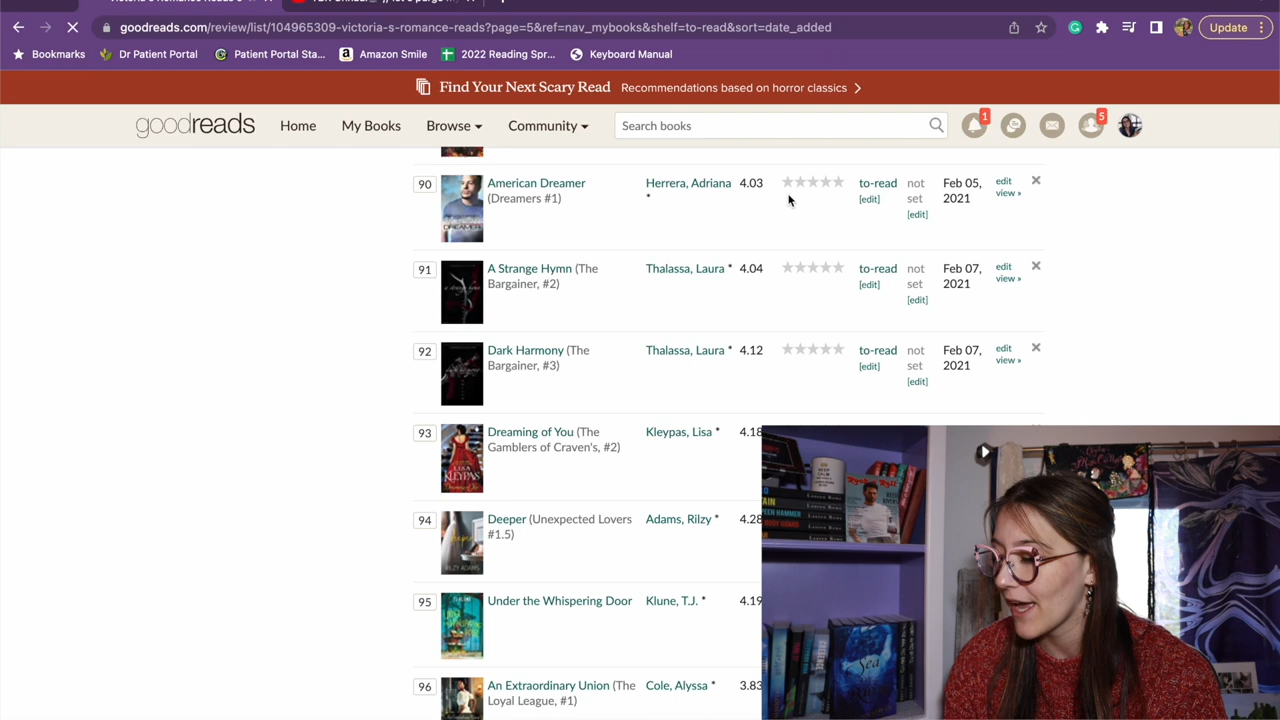 goodreads.com/review/list/104965309-victoria-s-romance-reads?page=5&ref=nav_mybooks&shelf=to-read&sort=date_added
Update
Bookmarks Dr Patient Portal Patient Portal Sta... Amazon Smile 2022 Reading Spr... Keyboard Manual
Find Your Next Scary Read Recommendations based on horror classics
goodreads Home My Books Browse Community Search books 1 5
90 American Dreamer Herrera, Adriana 4.03 to-read not Feb 05, edit
(Dreamers #1) * [edit] set 2021 view »
[edit]
91 A Strange Hymn (The Thalassa, Laura * 4.04 to-read not Feb 07, edit
Bargainer, #2) [edit] set 2021 view »
[edit]
92 Dark Harmony (The Thalassa, Laura * 4.12 to-read not Feb 07, edit
Bargainer, #3) [edit] set 2021 view »
[edit]
93 Dreaming of You (The Kleypas, Lisa * 4.18
Gamblers of Craven's, #2)
LISA
KLEYPAS
94 Deeper (Unexpected Lovers Adams, Rilzy * 4.28
#1.5)
RILZY ADAMS
95 Under the Whispering Door Klune, T.J. * 4.19
96 An Extraordinary Union (The Cole, Alyssa * 3.83
Loyal League, #1)
Sea